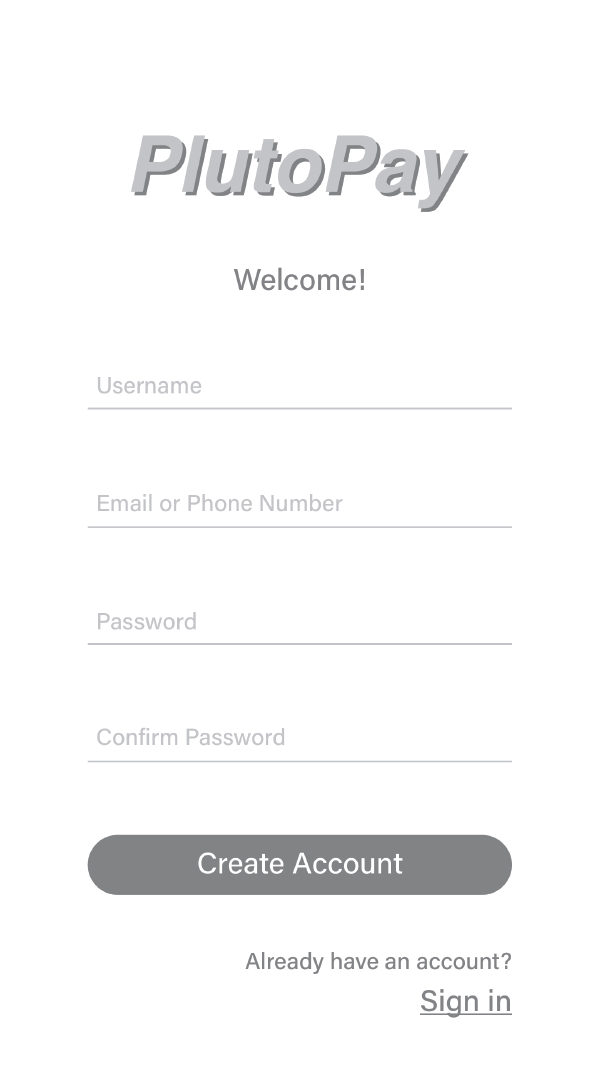 PlutoPay
Welcome!
Username
Email or Phone Number
Password
Confirm Password
Create Account
Already have an account?
Sign in